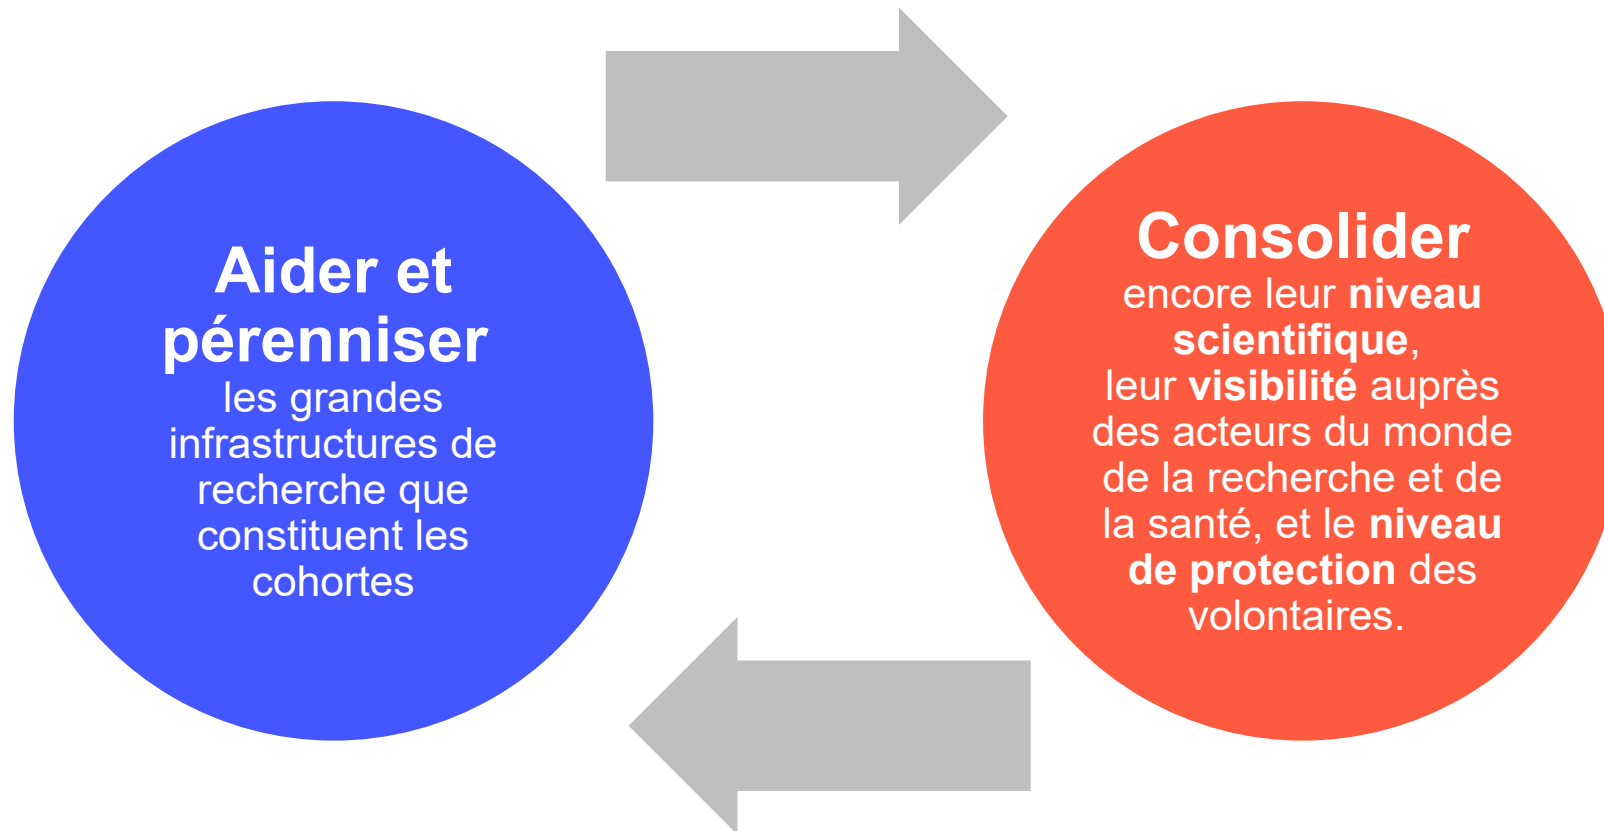 Aider et
pérenniser
les grandes
infrastructures de
recherche que
constituent les
cohortes
Consolider
encore leur niveau
scientifique,
leur visibilité auprès
des acteurs du monde
de la recherche et de
la santé, et le niveau
de protection des
volontaires.